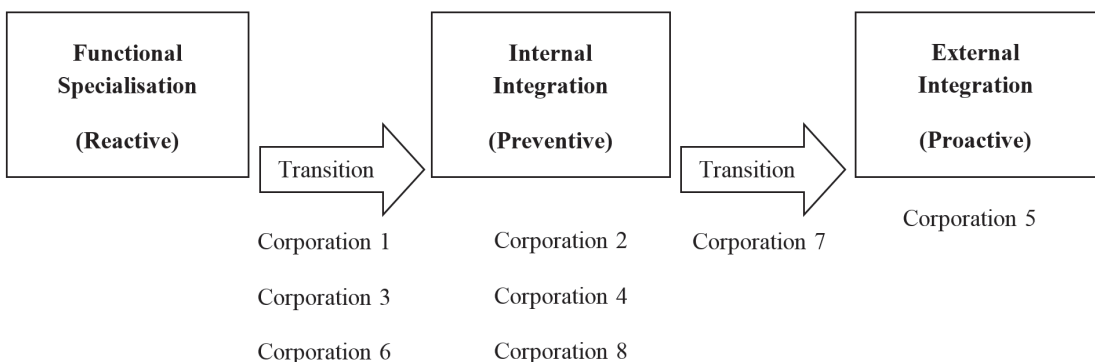 Functional
Specialisation
(Reactive)
Transition
Internal
Integration
(Preventive)
Transition
External
Integration
(Proactive)
Corporation 1
Corporation 3
Corporation 6
Corporation 2
Corporation 4
Corporation 8
Corporation 7
Corporation 5